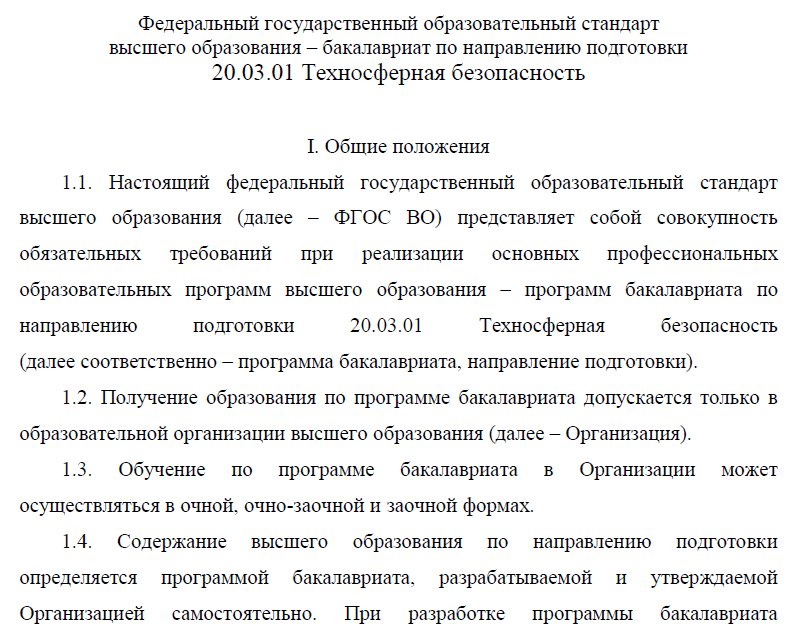 Федеральный государственный образовательный стандарт
высшего образования – бакалавриат по направлению подготовки
20.03.01 Техносферная безопасность
I. Общие положения
1.1. Настоящий федеральный государственный образовательный стандарт
высшего образования (далее – ФГОС ВО) представляет собой совокупность
обязательных требований при реализации основных профессиональных
образовательных программ высшего образования – программ бакалавриата по
направлению подготовки 20.03.01 Техносферная безопасность
(далее соответственно – программа бакалавриата, направление подготовки).
1.2. Получение образования по программе бакалавриата допускается только в
образовательной организации высшего образования (далее – Организация).
1.3. Обучение по программе бакалавриата в Организации может
осуществляться в очной, очно-заочной и заочной формах.
1.4. Содержание высшего образования по направлению подготовки
определяется программой бакалавриата, разрабатываемой и утверждаемой
Организацией самостоятельно. При разработке программы бакалавриата